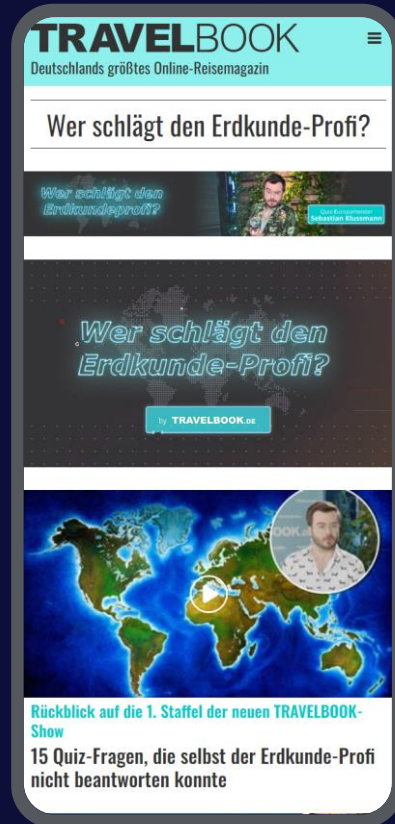 TRAVELBOOK
Deutschlands größtes Online-Reisemagazin
Wer schlägt den Erdkunde-Profi?
Wer schlägt den
Erdkundeprofi?
Quiz-Europameister
Sebastian Klussmann
Wer schlägt den
Erdkunde-Profi?
by TRAVELBOOK.DE
Rückblick auf die 1. Staffel der neuen TRAVELBOOK-
Show
15 Quiz-Fragen, die selbst der Erdkunde-Profi
nicht beantworten konnte